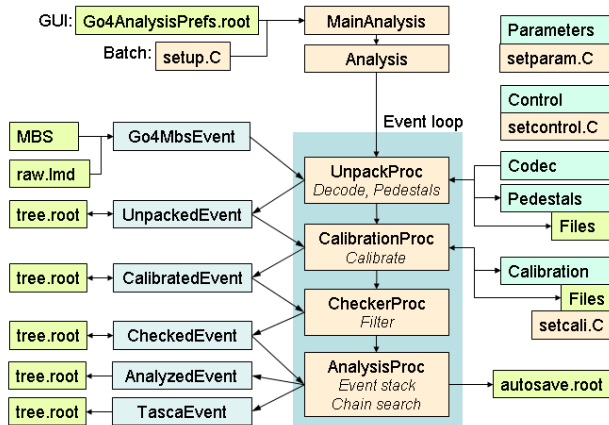 GUI: Go4AnalysisPrefs.root
MainAnalysis
Parameters
Batch: setup.C
Analysis
setparam.C
Control
Event loop
setcontrol.C
MBS
Go4MbsEvent
raw.lmd
UnpackProc
Decode, Pedestals
Codec
Pedestals
Files
tree.root
UnpackedEvent
CalibrationProc
Calibrate
tree.root
CalibratedEvent
Calibration
Files
setcali.C
CheckerProc
Filter
tree.root
CheckedEvent
AnalysisProc
Event stack
Chain search
tree.root
AnalyzedEvent
autosave.root
tree.root
TascaEvent